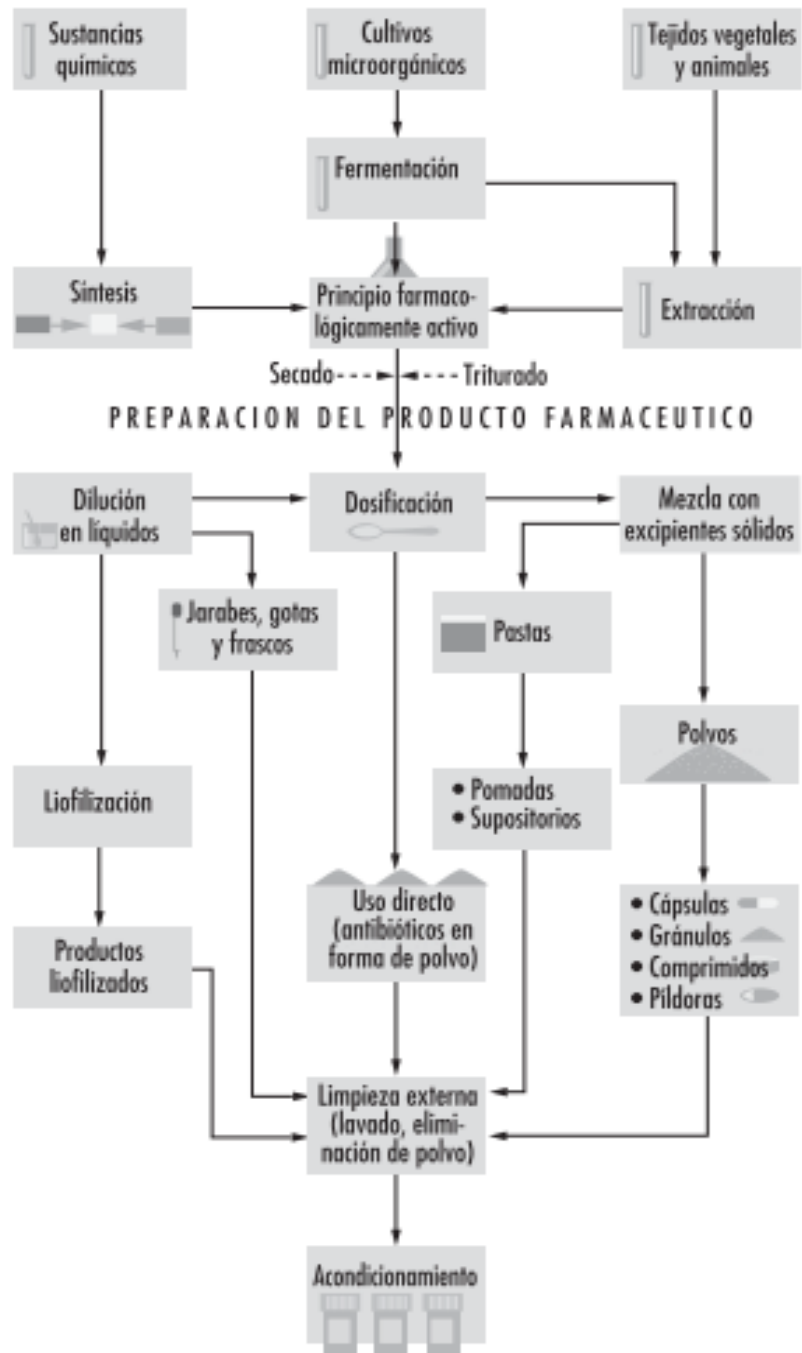 Sustancias
químicas
Cultivos
microorgánicos
Tejidos vegetales
y animales
Fermentación
Síntesis
Principio farmaco-
lógicamente activo
Extracción
Secado
Triturado
PREPARACION DEL PRODUCTO FARMACEUTICO
Dilución
en líquidos
Dosificación
Mezcla con
excipientes sólidos
Jarabes, gotas
y frascos
Pastas
Polvos
Liofilización
• Pomadas
• Supositorios
Uso directo
(antibióticos en
forma de polvo)
• Cápsulas
• Gránulos
• Comprimidos
• Píldoras
Productos
liofilizados
Limpieza externa
(lavado, elimi-
nación de polvo)
Acondicionamiento